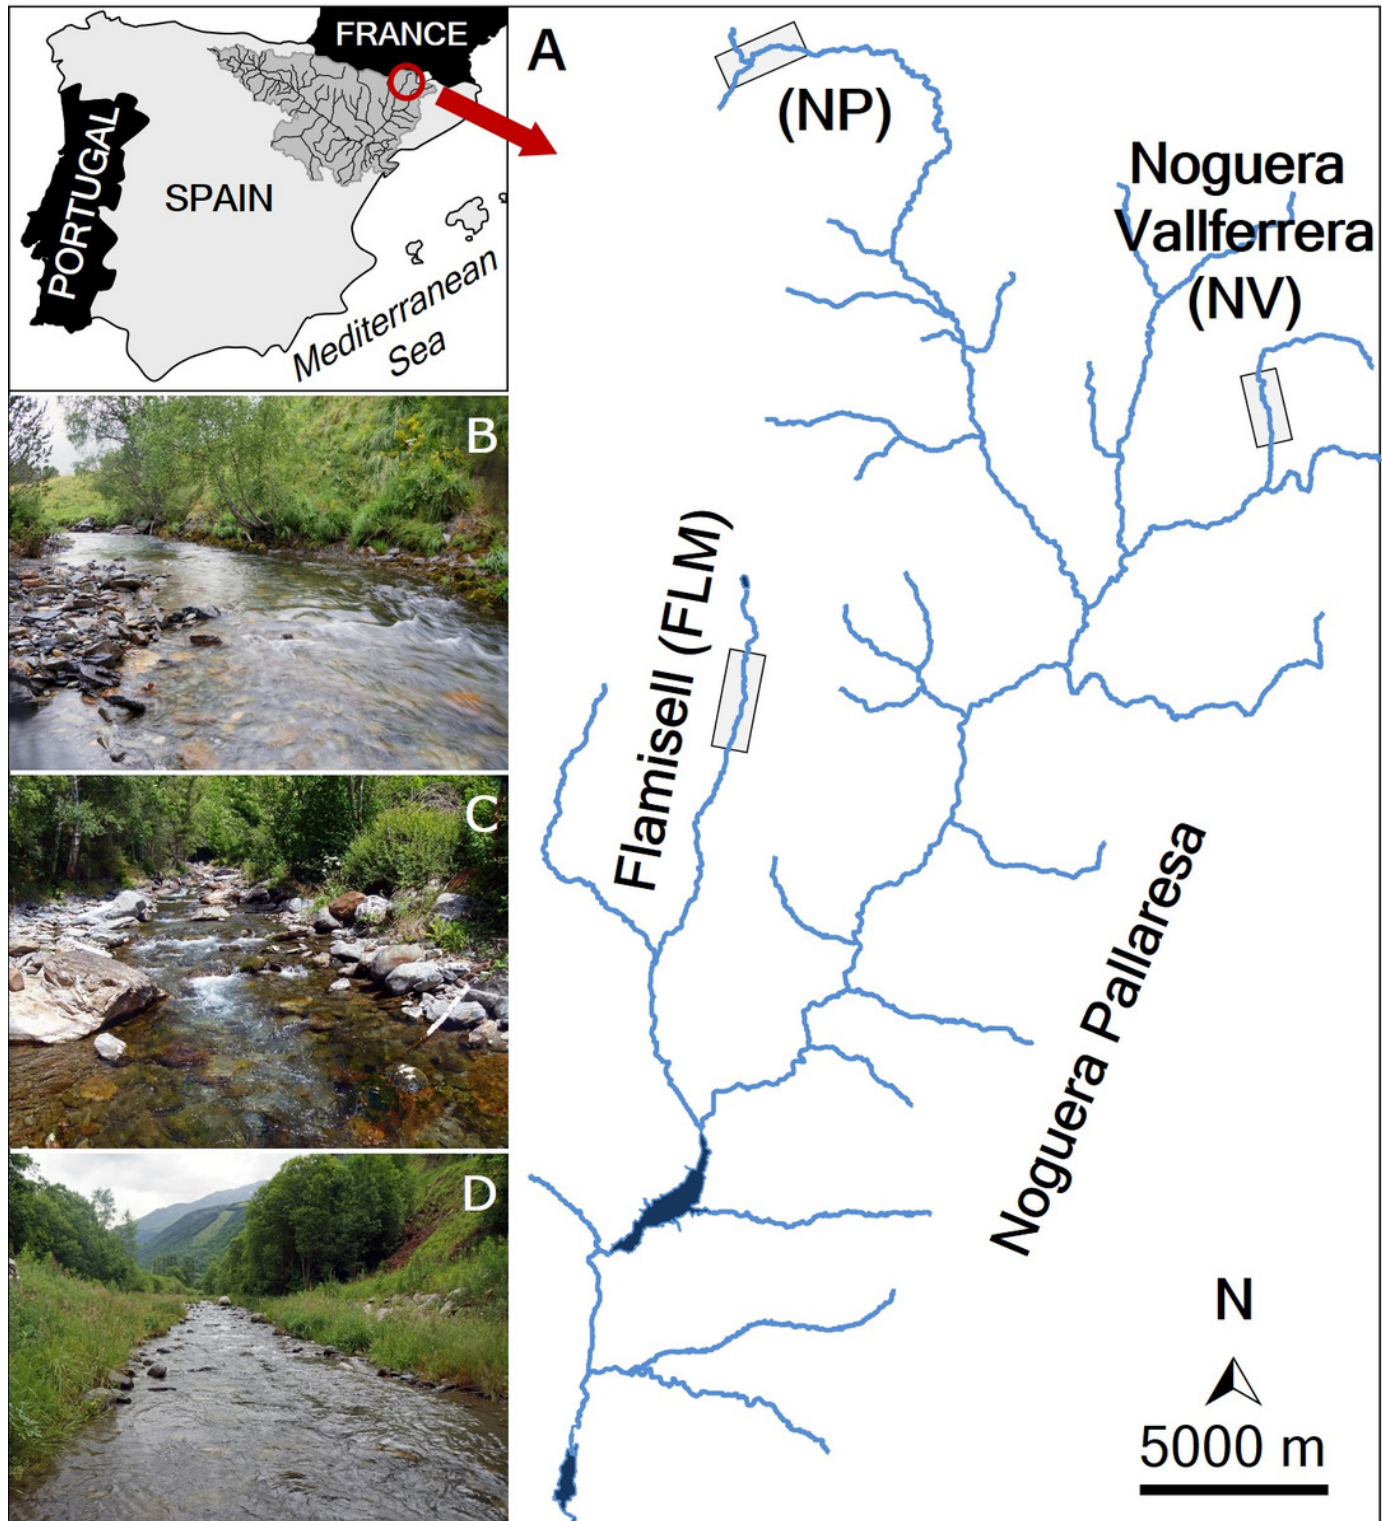 FRANCE
PORTUGAL
SPAIN
Mediterranean
Sea
A
(NP)
Noguera
Vallferrera
(NV)
B
Flamisell (FLM)
C
Noguera Pallaresa
D
N
5000 m